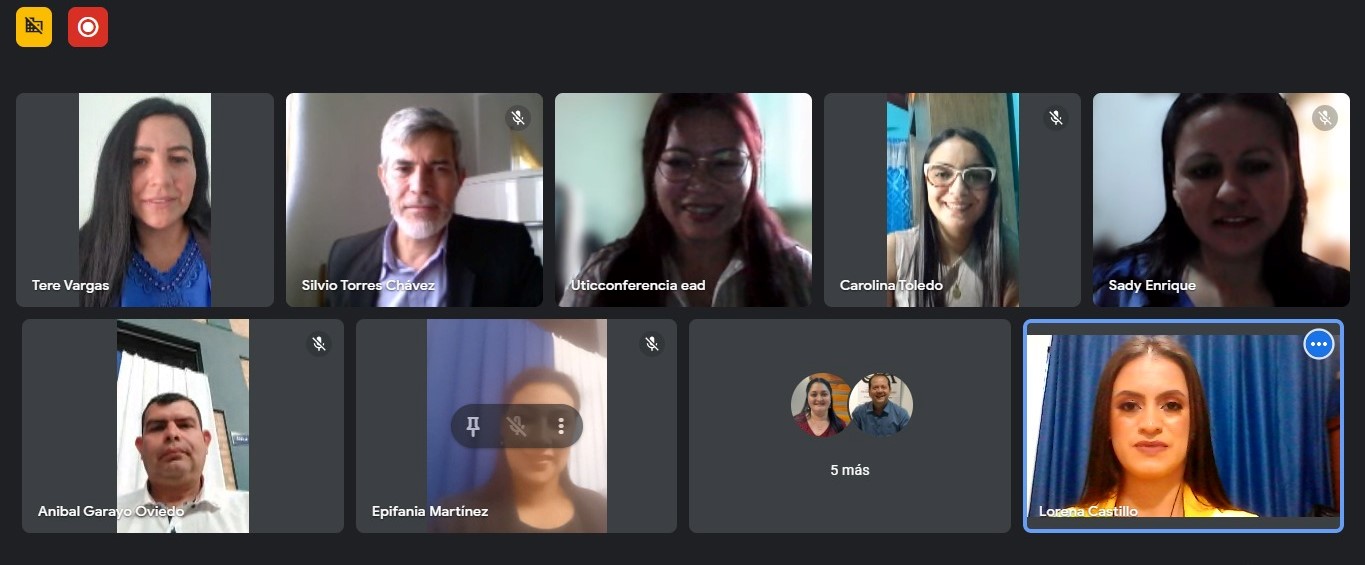 Tere Vargas
Silvio Torres Chávez
Uticconferencia ead
Carolina Toledo
Sady Enrique
Anibal Garayo Oviedo
Epifania Martínez
5 más
Lorena Castillo